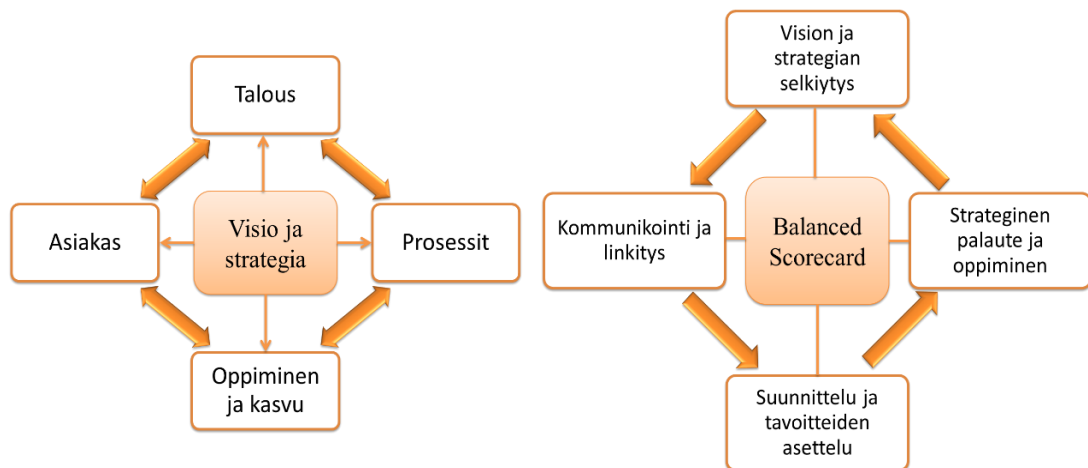 Talous
Asiakas
Visio ja
strategia
Prosessit
Oppiminen
ja kasvu
Vision ja
strategian
selkiytys
Kommunikointi ja
linkitys
Balanced
Scorecard
Strateginen
palaute ja
oppiminen
Suunnittelu ja
tavoitteiden
asettelu